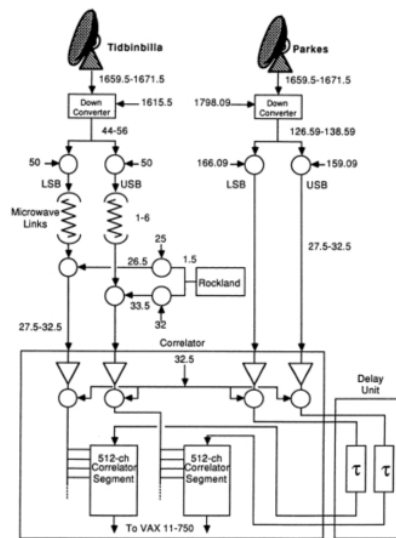 Tidbinbilla
Parkes
1659.5-1671.5
1659.5-1671.5
Down
Converter
1615.5
1798.09
Down
Converter
44-56
126.59-138.59
50
50
166.09
159.09
LSB
USB
LSB
USB
Microwave
Links
1-6
25
26.5
1.5
Rockland
27.5-32.5
33.5
32
27.5-32.5
Correlator
32.5
Delay
Unit
512-ch
Correlator
Segment
512-ch
Correlator
Segment
τ
τ
To VAX 11-750